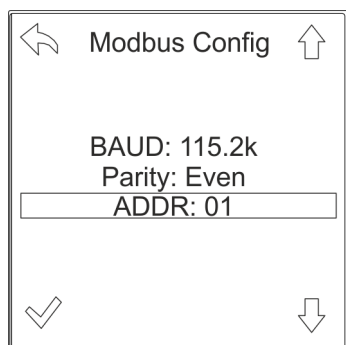 Modbus Config
BAUD: 115.2k
Parity: Even
ADDR: 01